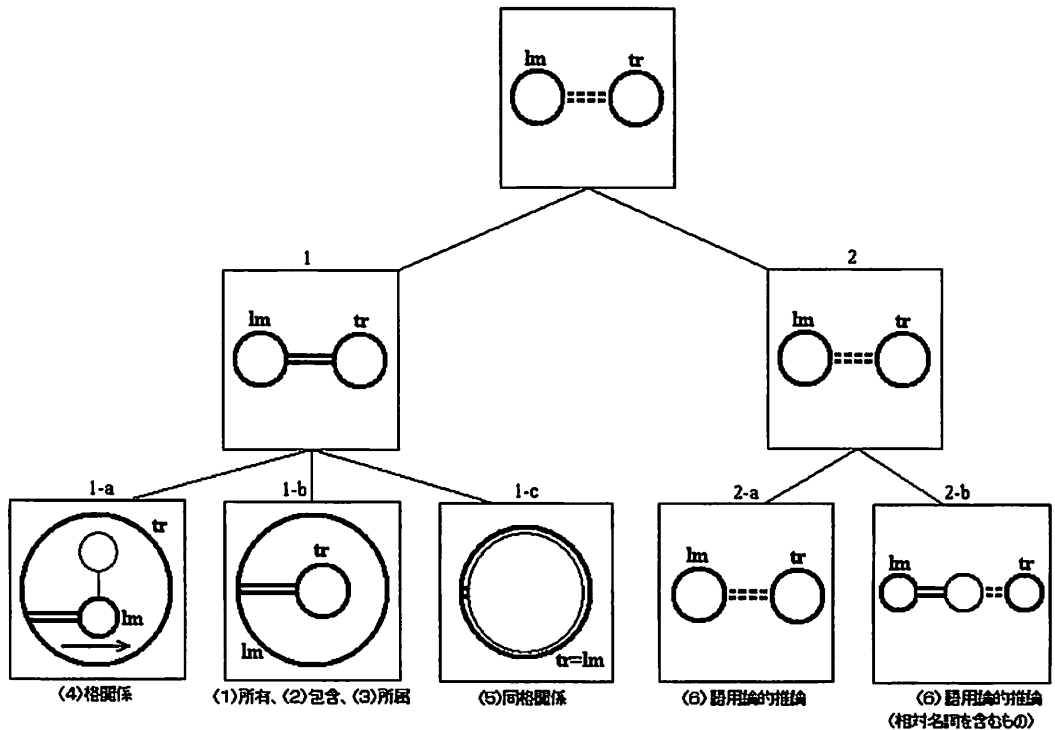 lm tr
1 2
lm tr lm tr
1-a 1-b 1-c 2-a 2-b
tr
lm
tr
lm
tr=lm
lm tr
lm tr
(4)格関係
(1)所有、(2)包含、(3)所属
(5)同格関係
(6)語用論的推論
(6)語用論的推論
(相対名詞を含むもの)